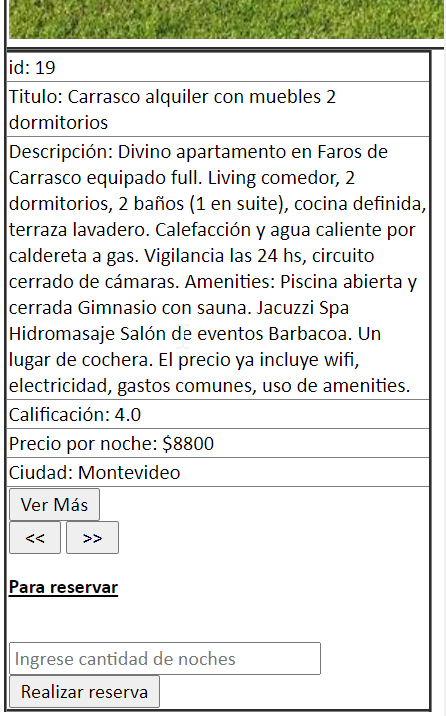 id: 19
Titulo: Carrasco alquiler con muebles 2
dormitorios
Descripción: Divino apartamento en Faros de
Carrasco equipado full. Living comedor, 2
dormitorios, 2 baños (1 en suite), cocina definida,
terraza lavadero. Calefacción y agua caliente por
caldereta a gas. Vigilancia las 24 hs, circuito
cerrado de cámaras. Amenities: Piscina abierta y
cerrada Gimnasio con sauna. Jacuzzi Spa
Hidromasaje Salón de eventos Barbacoa. Un
lugar de cochera. El precio ya incluye wifi,
electricidad, gastos comunes, uso de amenities.
Calificación: 4.0
Precio por noche: $8800
Ciudad: Montevideo
Ver Más
<< >>
Para reservar
Ingrese cantidad de noches
Realizar reserva